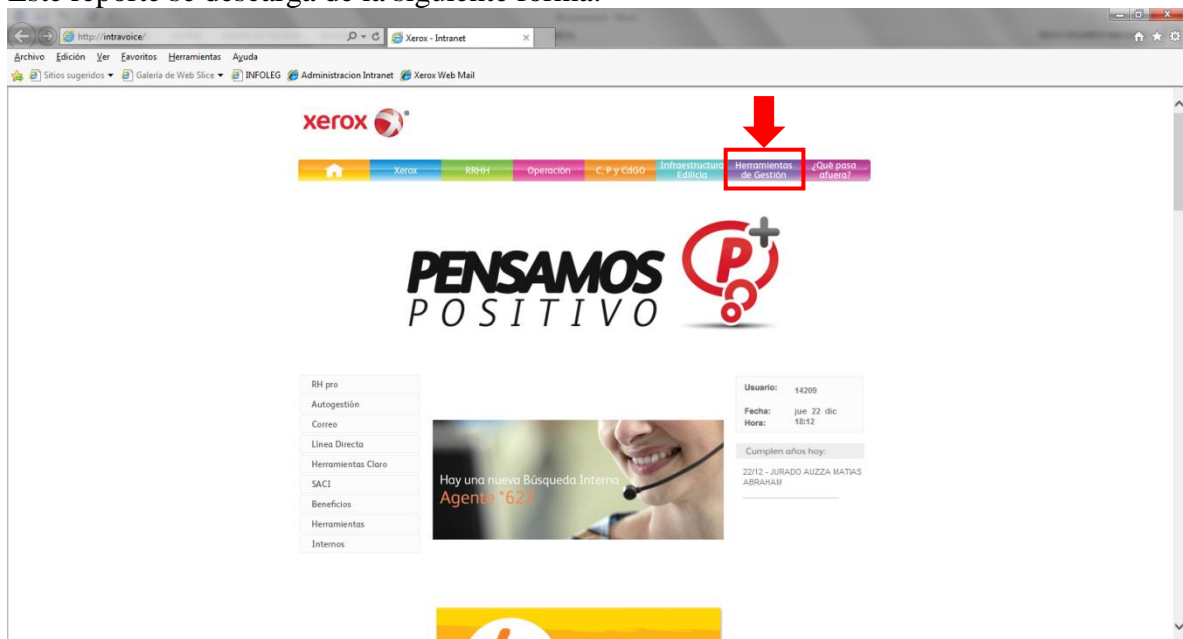 Este reporte se descarga de la siguiente forma:
http://intravoice/
Xerox - Intranet
Archivo Edición Ver Favoritos Herramientas Ayuda
Sitios sugeridos Galería de Web Slice INFOLEG Administracion Intranet Xerox Web Mail
xerox
Xerox RRHH Operación C, P y CdGO Infraestructura Edilicia Herramientas de Gestión ¿Qué pasa afuera?
PENSAMOS
POSITIVO
RH pro
Autogestión
Correo
Linea Directa
Herramientas Claro
SACI
Beneficios
Herramientas
Internos
Hay una nueva Búsqueda Interna
Agente *62
Usuario: 14209
Fecha: jue 22 dic
Hora: 18:12
Cumplen años hoy:
22/12 - JURADO AUZZA MATIAS
ABRAHAM